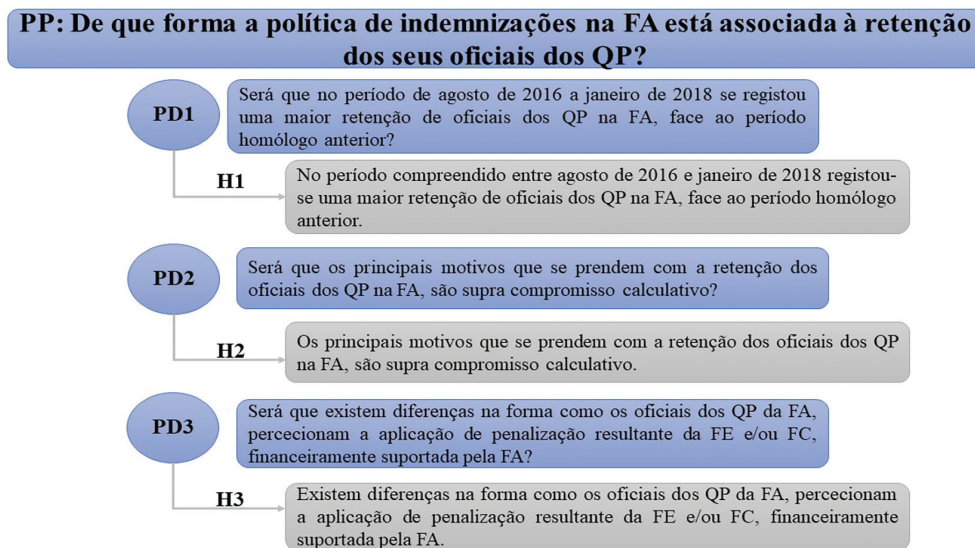 PP: De que forma a política de indemnizações na FA está associada à retenção
dos seus oficiais dos QP?
PD1
Será que no período de agosto de 2016 a janeiro de 2018 se registou
uma maior retenção de oficiais dos QP na FA, face ao período
homólogo anterior?
H1
No período compreendido entre agosto de 2016 e janeiro de 2018 registou-
se uma maior retenção de oficiais dos QP na FA, face ao período homólogo
anterior.
PD2
Será que os principais motivos que se prendem com a retenção dos
oficiais dos QP na FA, são supra compromisso calculativo?
H2
Os principais motivos que se prendem com a retenção dos oficiais dos QP
na FA, são supra compromisso calculativo.
PD3
Será que existem diferenças na forma como os oficiais dos QP da FA,
percecionam a aplicação de penalização resultante da FE e/ou FC,
financeiramente suportada pela FA?
H3
Existem diferenças na forma como os oficiais dos QP da FA, percecionam
a aplicação de penalização resultante da FE e/ou FC, financeiramente
suportada pela FA.